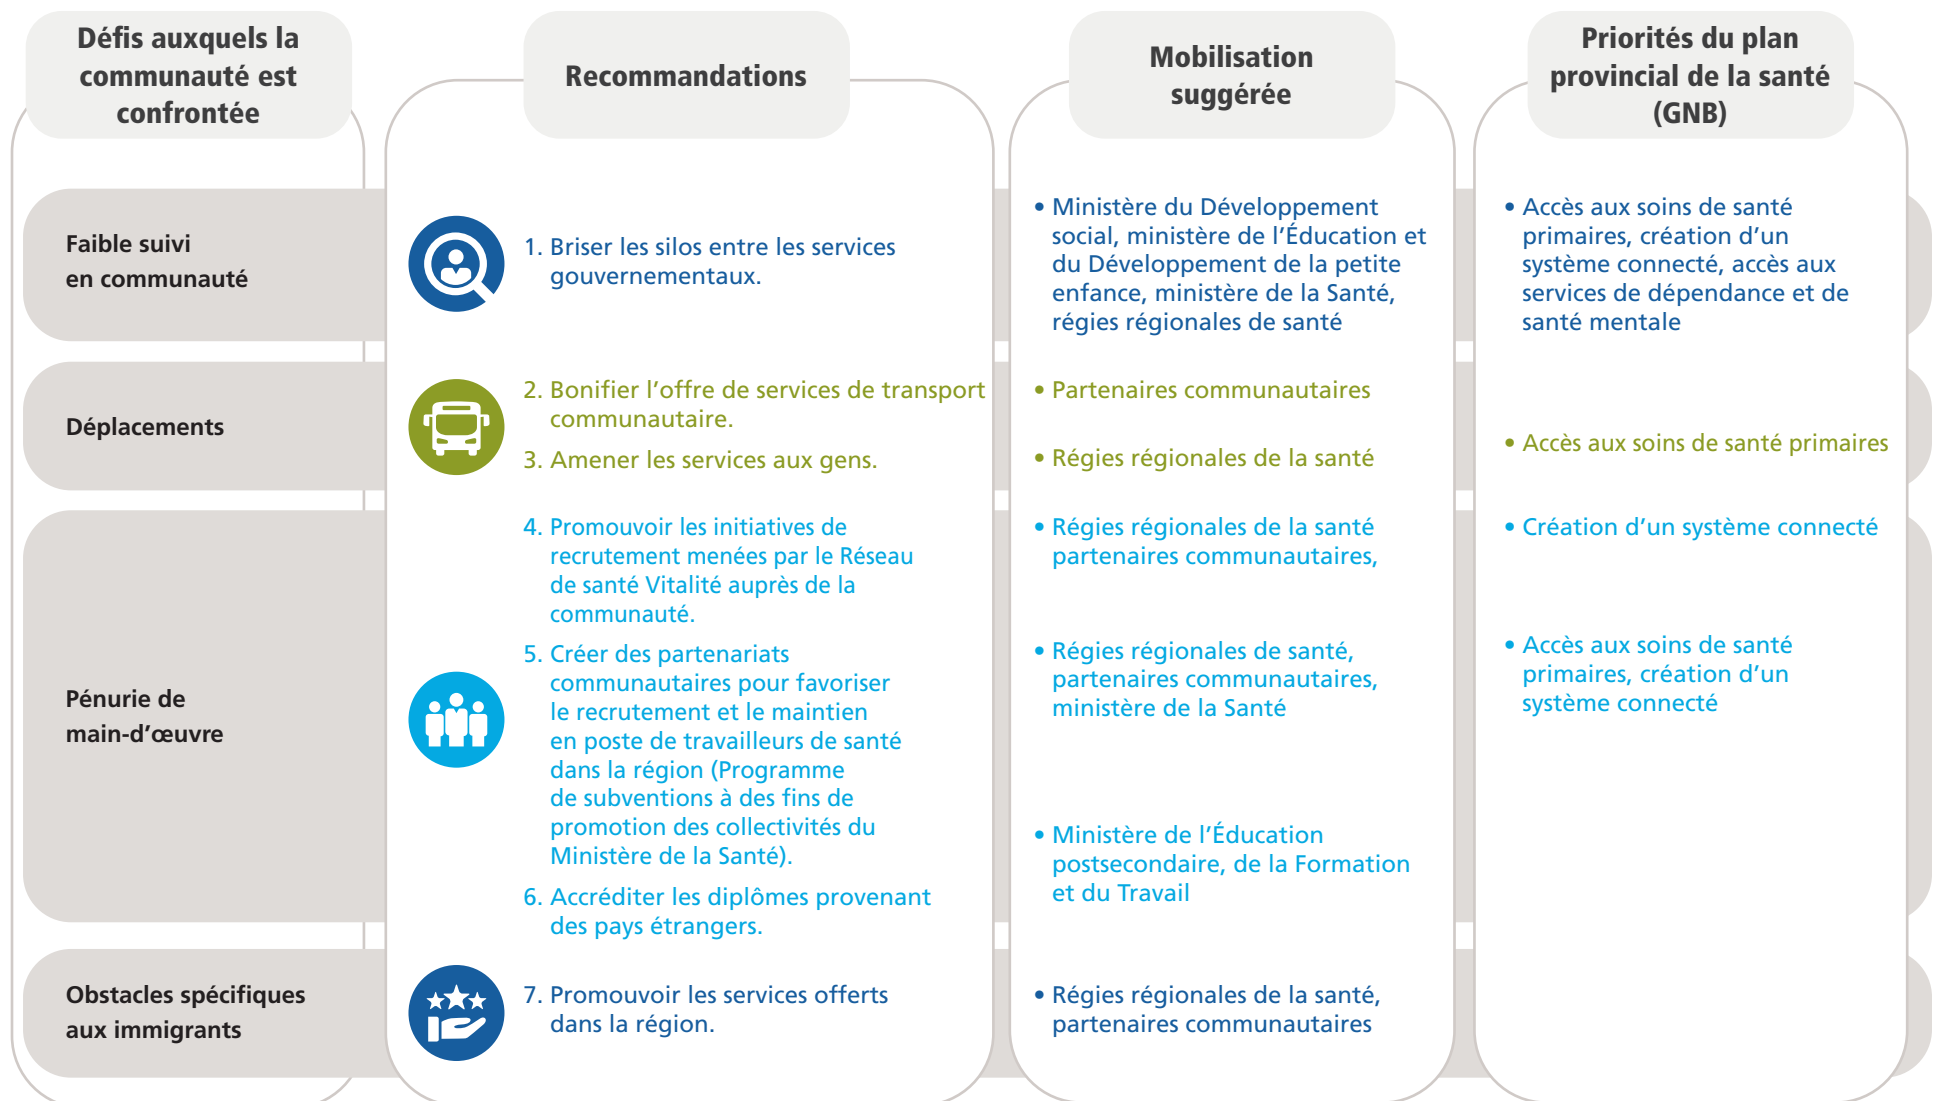 Défis auxquels la
communauté est
confrontée
Recommandations
Mobilisation
suggérée
Priorités du plan
provincial de la santé
(GNB)
Faible suivi
en communauté
1. Briser les silos entre les services
gouvernementaux.
• Ministère du Développement
social, ministère de l’Éducation et
du Développement de la petite
enfance, ministère de la Santé,
régies régionales de santé
• Accès aux soins de santé
primaires, création d’un
système connecté, accès aux
services de dépendance et de
santé mentale
Déplacements
2. Bonifier l’offre de services de transport
communautaire.
3. Amener les services aux gens.
• Partenaires communautaires
• Régies régionales de la santé
• Accès aux soins de santé primaires
Pénurie de
main-d’œuvre
4. Promouvoir les initiatives de
recrutement menées par le Réseau
de santé Vitalité auprès de la
communauté.
5. Créer des partenariats
communautaires pour favoriser
le recrutement et le maintien
en poste de travailleurs de santé
dans la région (Programme
de subventions à des fins de
promotion des collectivités du
Ministère de la Santé).
6. Accréditer les diplômes provenant
des pays étrangers.
• Régies régionales de la santé
partenaires communautaires,
• Régies régionales de santé,
partenaires communautaires,
ministère de la Santé
• Ministère de l’Éducation
postsecondaire, de la Formation
et du Travail
• Création d’un système connecté
• Accès aux soins de santé
primaires, création d’un
système connecté
Obstacles spécifiques
aux immigrants
7. Promouvoir les services offerts
dans la région.
• Régies régionales de la santé,
partenaires communautaires